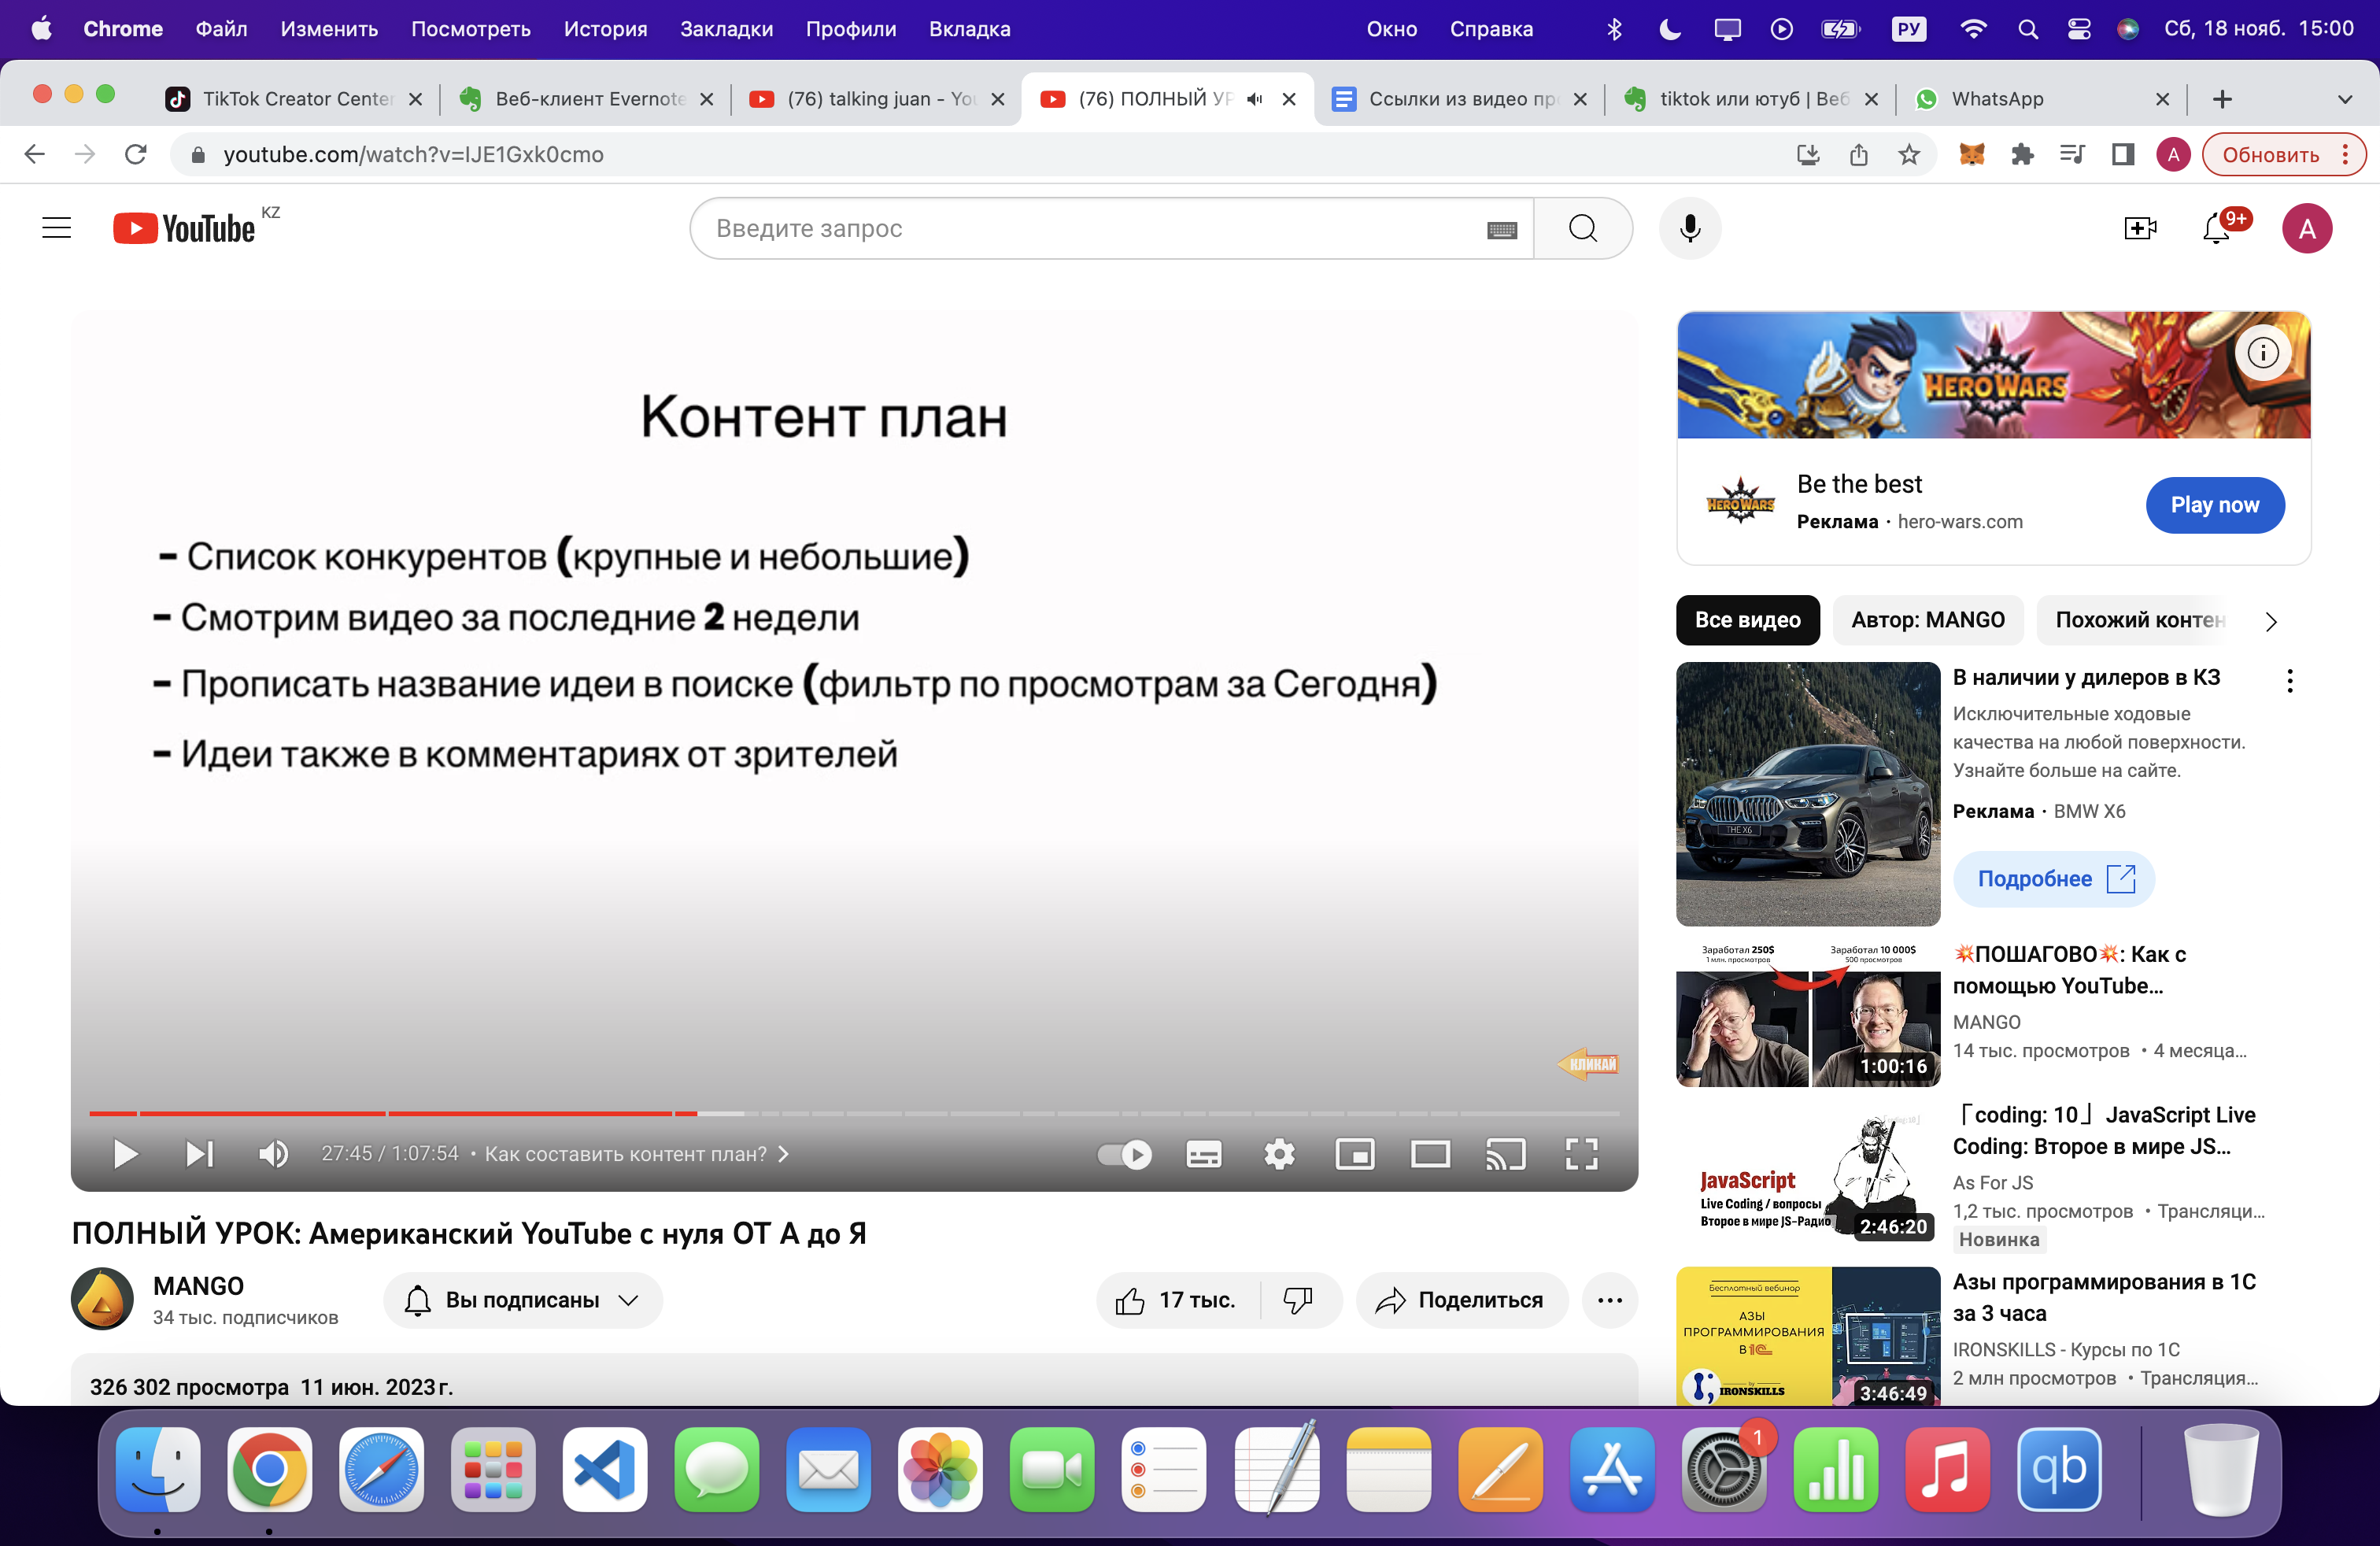 Chrome Файл Изменить Посмотреть История Закладки Профили Вкладка Окно Справка РУ Сб, 18 нояб. 15:00
TikTok Creator Center Веб-клиент Evernote (76) talking juan - You (76) ПОЛНЫЙ УР Ссылки из видео пр tiktok или ютуб | Веб WhatsApp
youtube.com/watch?v=IJE1Gxk0cmo A Обновить
YouTube KZ Введите запрос 9+ A
Контент план
- Список конкурентов (крупные и небольшие)
- Смотрим видео за последние 2 недели
- Прописать название идеи в поиске (фильтр по просмотрам за Сегодня)
- Идеи также в комментариях от зрителей
КЛИКАЙ
27:45 / 1:07:54 • Как составить контент план?
ПОЛНЫЙ УРОК: Американский YouTube с нуля ОТ А до Я
MANGO
34 тыс. подписчиков
Вы подписаны
17 тыс.
Поделиться
326 302 просмотра 11 июн. 2023 г.
HERO WARS
HERO WARS
Be the best
Реклама · hero-wars.com
Play now
Все видео Автор: MANGO Похожий контен
THE X6
В наличии у дилеров в КЗ
Исключительные ходовые
качества на любой поверхности.
Узнайте больше на сайте.
Реклама · BMW X6
Подробнее
Заработал 250$ Заработал 10 000$
1 млн. просмотров 500 просмотров
1:00:16
💥ПОШАГОВО💥: Как с
помощью YouTube...
MANGO
14 тыс. просмотров • 4 месяца...
JavaScript
Live Coding / вопросы
Второе в мире JS-Радио
2:46:20
「coding: 10」 JavaScript Live
Coding: Второе в мире JS...
As For JS
1,2 тыс. просмотров • Трансляци...
Новинка
Бесплатный вебинар
АЗЫ
ПРОГРАММИРОВАНИЯ
В 1С
by
IRONSKILLS
3:46:49
Азы программирования в 1С
за 3 часа
IRONSKILLS - Курсы по 1С
2 млн просмотров • Трансляция...
1
qb